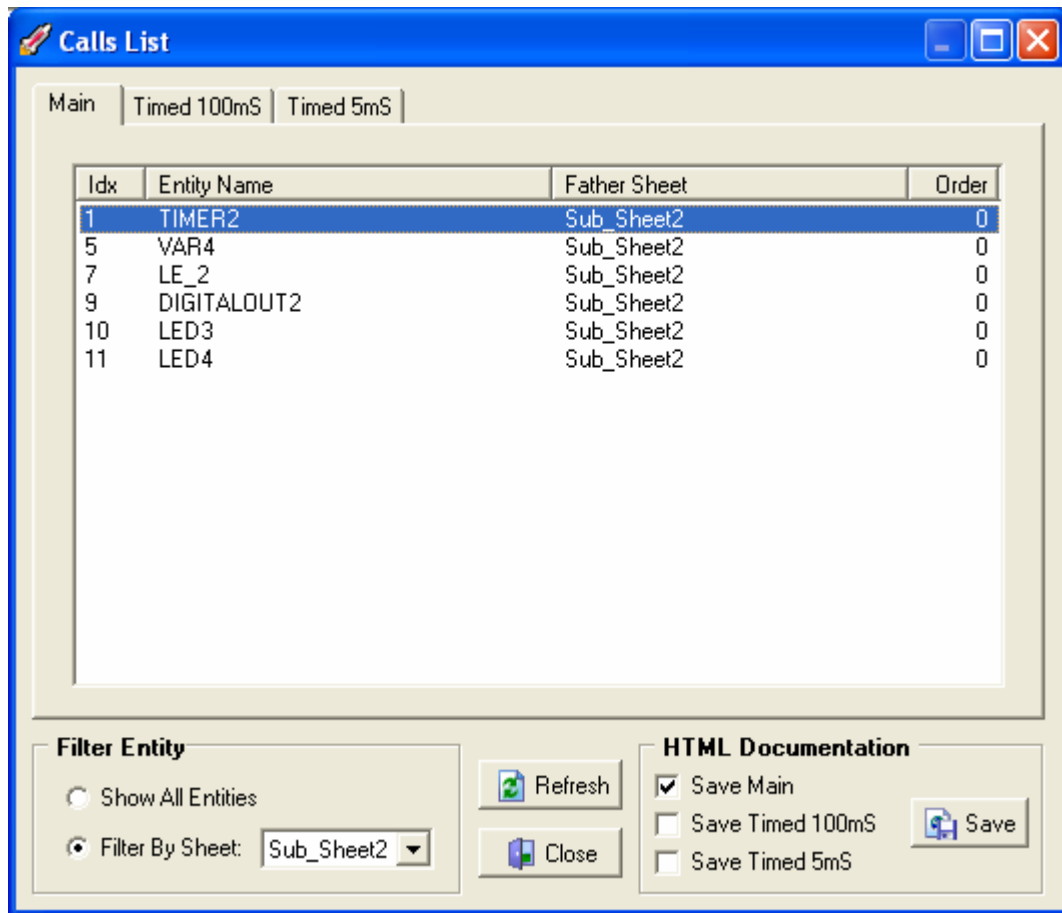 Calls List
Main Timed 100mS Timed 5mS
Idx Entity Name Father Sheet Order
1 TIMER2 Sub_Sheet2 0
5 VAR4 Sub_Sheet2 0
7 LE_2 Sub_Sheet2 0
9 DIGITALOUT2 Sub_Sheet2 0
10 LED3 Sub_Sheet2 0
11 LED4 Sub_Sheet2 0
Filter Entity
Show All Entities
Filter By Sheet: Sub_Sheet2
Refresh
Close
HTML Documentation
Save Main
Save Timed 100mS
Save Timed 5mS
Save